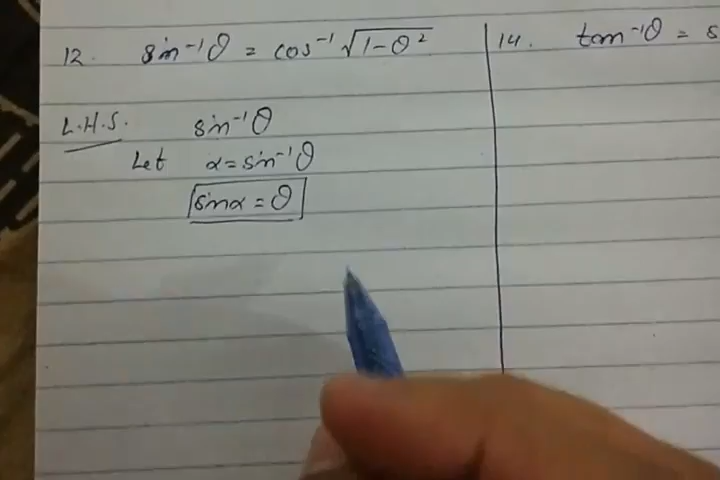 12. sin⁻¹θ = cos⁻¹ √1-θ²
L.H.S. sin⁻¹θ
Let α = sin⁻¹θ
sinα = θ
14. tan⁻¹θ = s